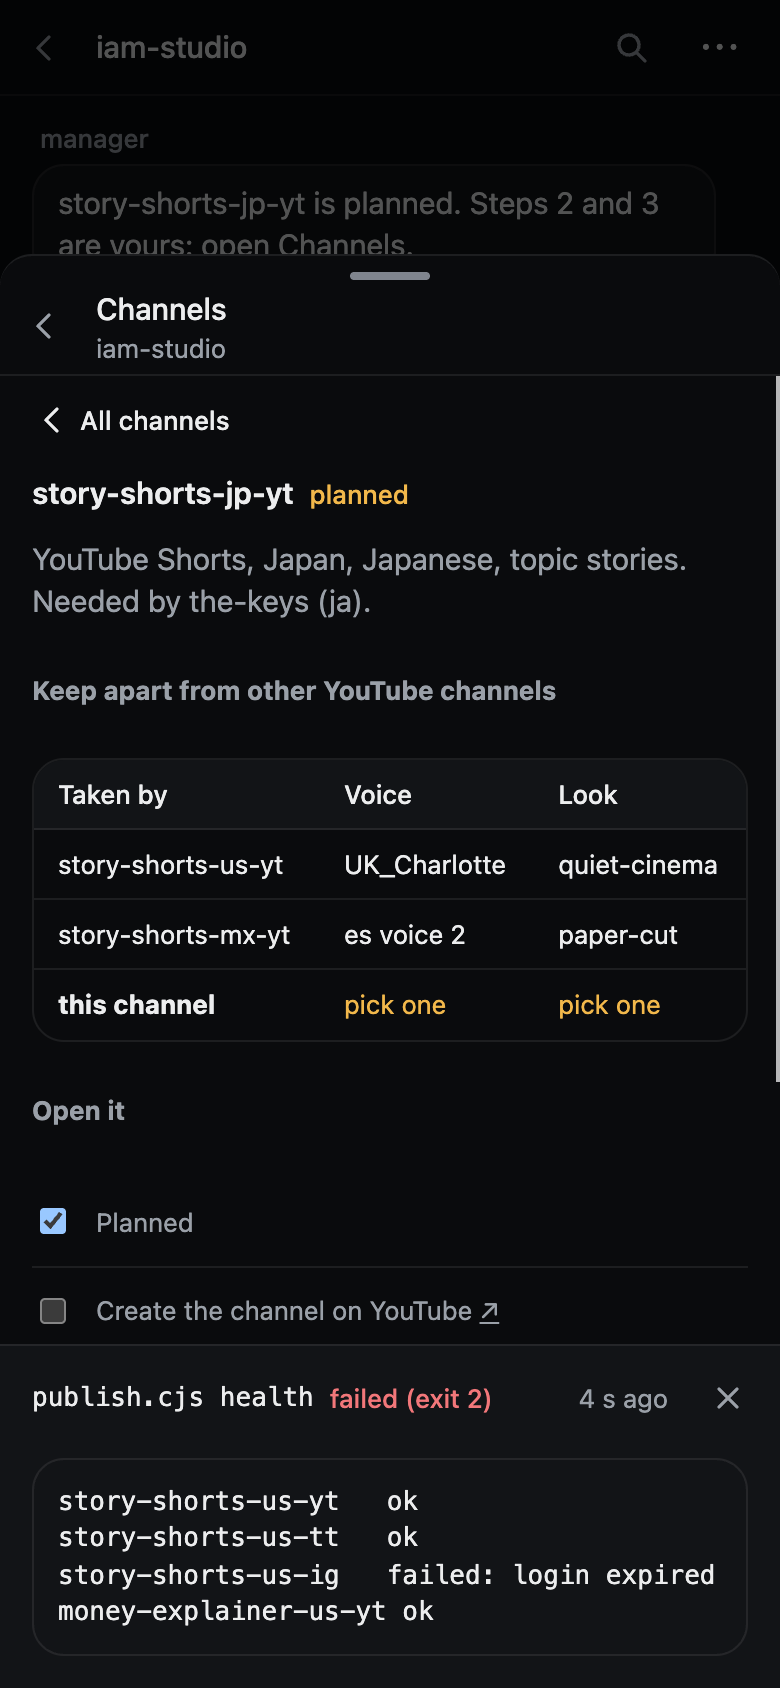 iam-studio
manager
story-shorts-jp-yt is planned. Steps 2 and 3
are yours: open Channels.
Channels
iam-studio
All channels
story-shorts-jp-yt planned
YouTube Shorts, Japan, Japanese, topic stories.
Needed by the-keys (ja).
Keep apart from other YouTube channels
Taken by Voice Look
story-shorts-us-yt UK_Charlotte quiet-cinema
story-shorts-mx-yt es voice 2 paper-cut
this channel pick one pick one
Open it
Planned
Create the channel on YouTube ↗
publish.cjs health failed (exit 2) 4 s ago
story-shorts-us-yt ok
story-shorts-us-tt ok
story-shorts-us-ig failed: login expired
money-explainer-us-yt ok